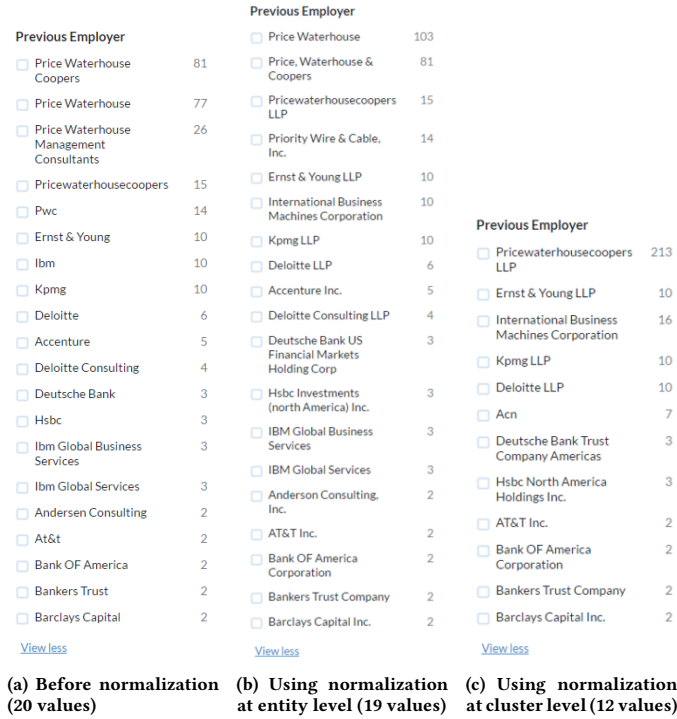 Previous Employer
Price Waterhouse 81
Coopers
Price Waterhouse 77
Price Waterhouse 26
Management
Consultants
Pricewaterhousecoopers 15
Pwc 14
Ernst & Young 10
Ibm 10
Kpmg 10
Deloitte 6
Accenture 5
Deloitte Consulting 4
Deutsche Bank 3
Hsbc 3
Ibm Global Business 3
Services
Ibm Global Services 3
Andersen Consulting 2
At&t 2
Bank OF America 2
Bankers Trust 2
Barclays Capital 2
View less
(a) Before normalization
(20 values)
Previous Employer
Price Waterhouse 103
Price, Waterhouse & 81
Coopers
Pricewaterhousecoopers 15
LLP
Priority Wire & Cable, 14
Inc.
Ernst & Young LLP 10
International Business 10
Machines Corporation
Kpmg LLP 10
Deloitte LLP 6
Accenture Inc. 5
Deloitte Consulting LLP 4
Deutsche Bank US 3
Financial Markets
Holding Corp
Hsbc Investments 3
(north America) Inc.
IBM Global Business 3
Services
IBM Global Services 3
Anderson Consulting, 2
Inc.
AT&T Inc. 2
Bank OF America 2
Corporation
Bankers Trust Company 2
Barclays Capital Inc. 2
View less
(b) Using normalization
at entity level (19 values)
Previous Employer
Pricewaterhousecoopers 213
LLP
Ernst & Young LLP 10
International Business 16
Machines Corporation
Kpmg LLP 10
Deloitte LLP 10
Acn 7
Deutsche Bank Trust 3
Company Americas
Hsbc North America 3
Holdings Inc.
AT&T Inc. 2
Bank OF America 2
Corporation
Bankers Trust Company 2
Barclays Capital Inc. 2
View less
(c) Using normalization
at cluster level (12 values)